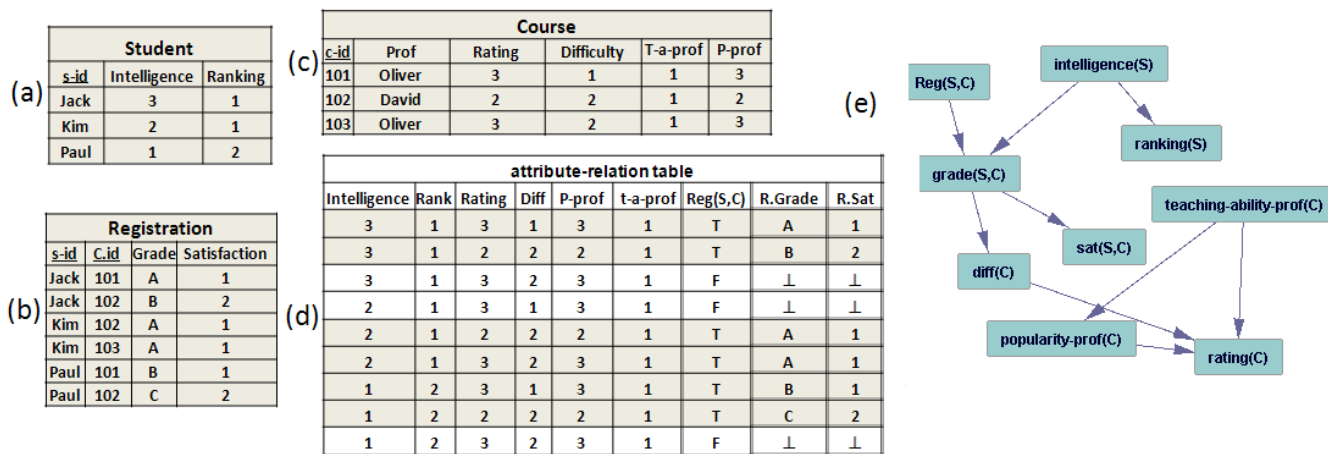 (a)
Student
s-id Intelligence Ranking
Jack 3 1
Kim 2 1
Paul 1 2
(b)
Registration
s-id C.id Grade Satisfaction
Jack 101 A 1
Jack 102 B 2
Kim 102 A 1
Kim 103 A 1
Paul 101 B 1
Paul 102 C 2
(c)
Course
c-id Prof Rating Difficulty T-a-prof P-prof
101 Oliver 3 1 1 3
102 David 2 2 1 2
103 Oliver 3 2 1 3
(d)
attribute-relation table
Intelligence Rank Rating Diff P-prof t-a-prof Reg(S,C) R.Grade R.Sat
3 1 3 1 3 1 T A 1
3 1 2 2 2 1 T B 2
3 1 3 2 3 1 F ⊥ ⊥
2 1 3 1 3 1 F ⊥ ⊥
2 1 2 2 2 1 T A 1
2 1 3 2 3 1 T A 1
1 2 3 1 3 1 T B 1
1 2 2 2 2 1 T C 2
1 2 3 2 3 1 F ⊥ ⊥
(e)
intelligence(S)
Reg(S,C)
ranking(S)
grade(S,C)
teaching-ability-prof(C)
sat(S,C)
diff(C)
popularity-prof(C)
rating(C)